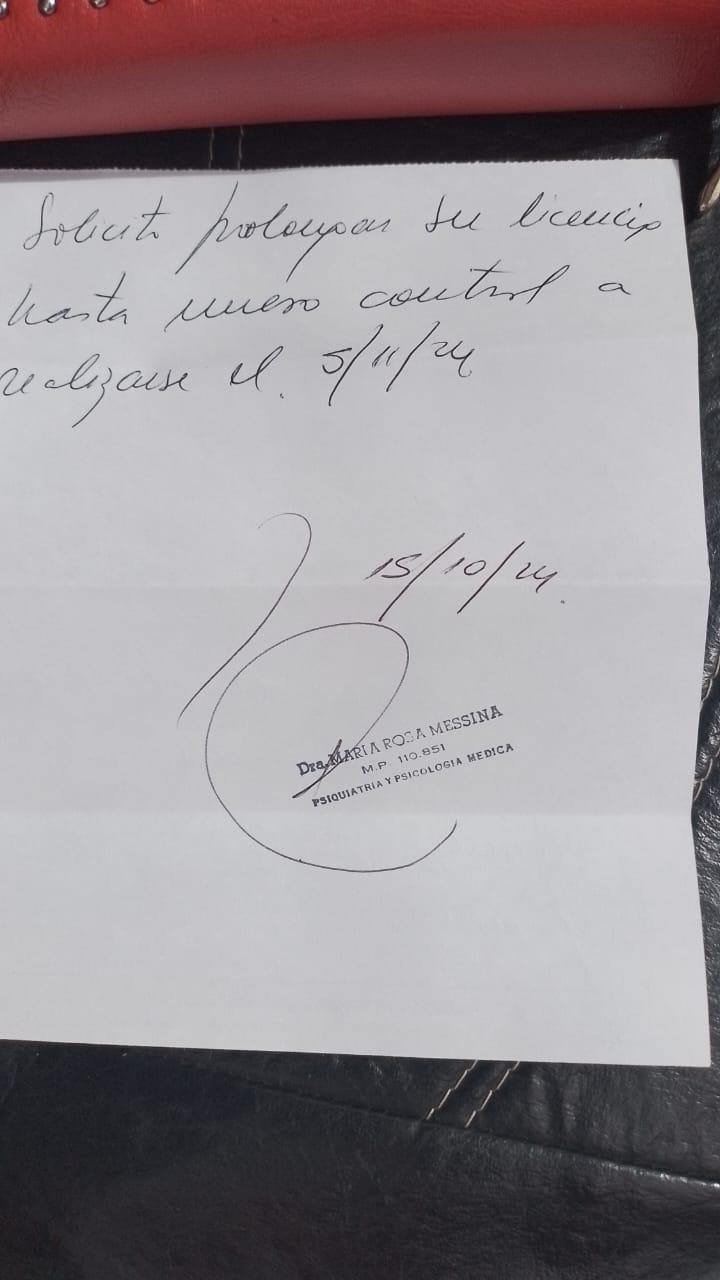 Solicito prolongar su licencia
hasta nuevo control a
realizarse el. 5/11/24
15/10/24.
Dra. MARIA ROSA MESSINA
M.P. 110.851
PSIQUIATRIA Y PSICOLOGIA MEDICA